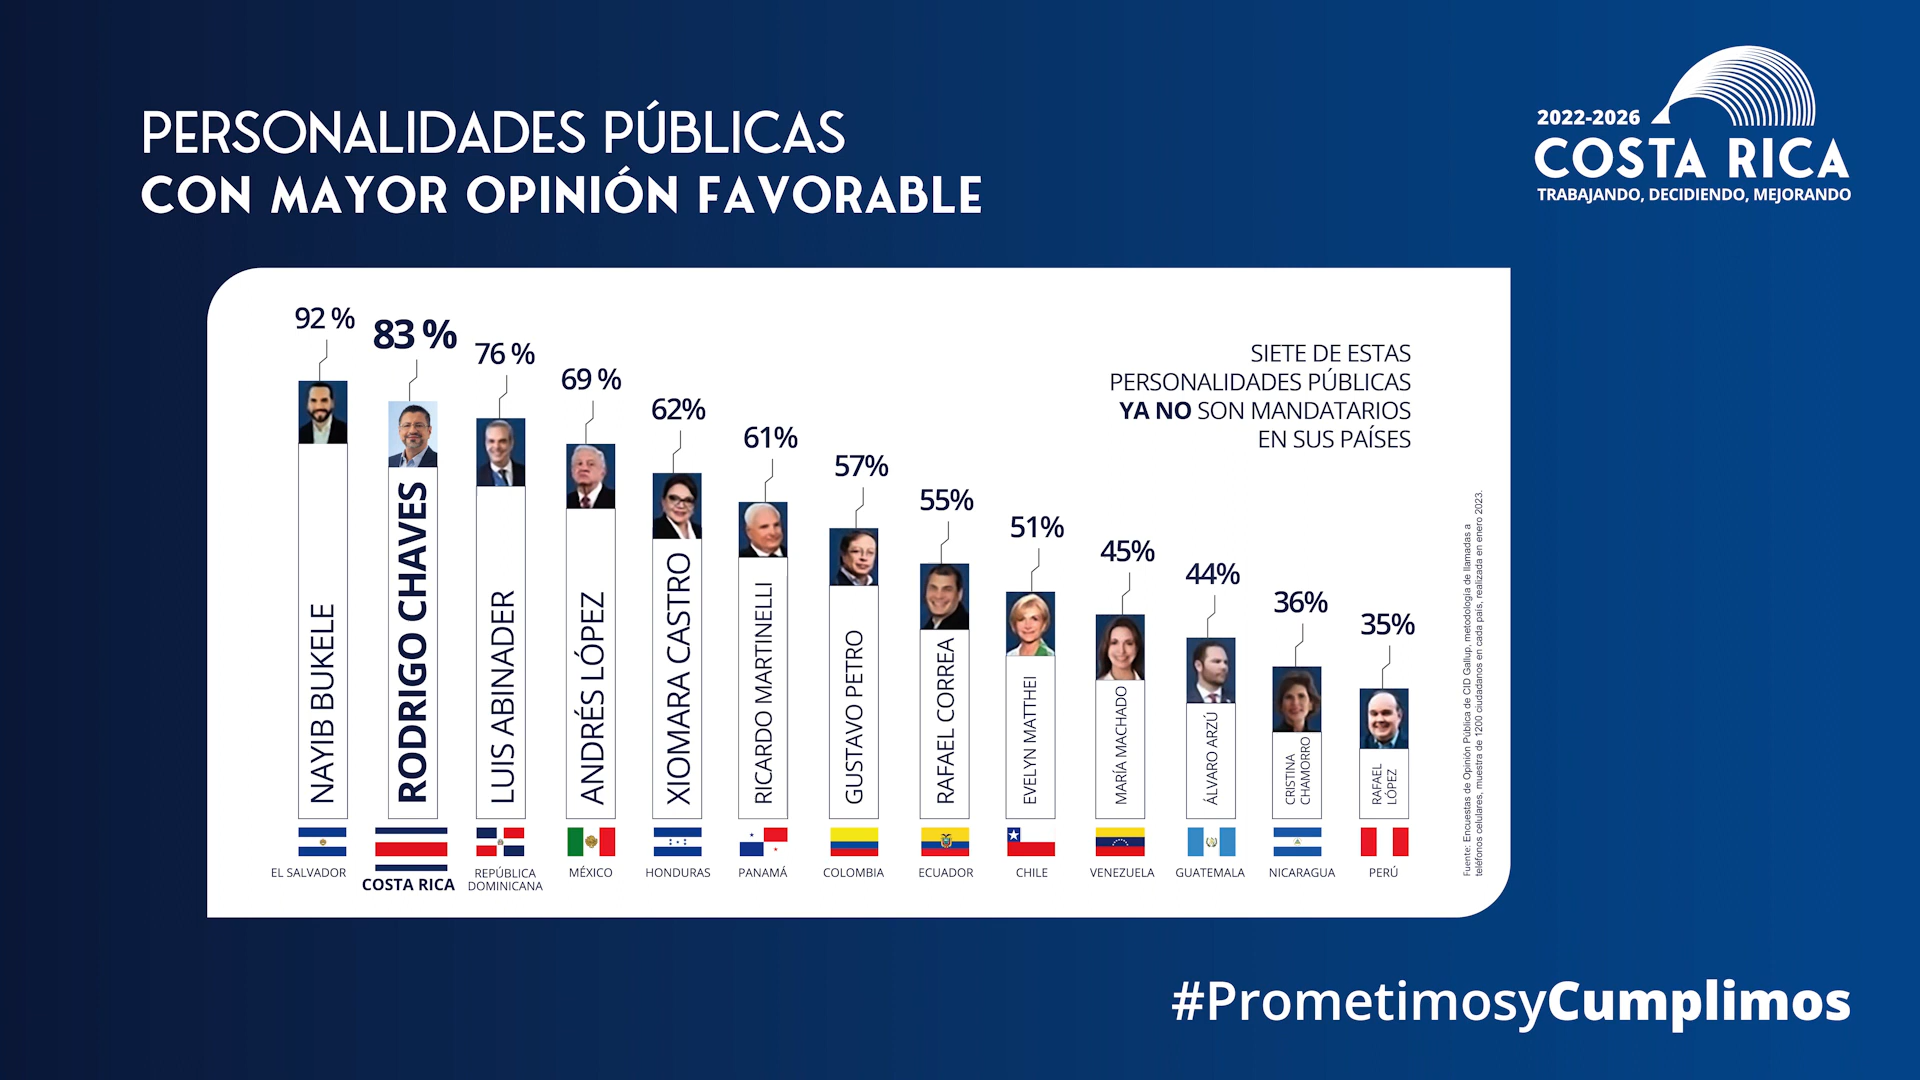 PERSONALIDADES PÚBLICAS
CON MAYOR OPINIÓN FAVORABLE
2022-2026
COSTA RICA
TRABAJANDO, DECIDIENDO, MEJORANDO
92 %
83 %
76 %
69 %
62%
61%
57%
55%
51%
45%
44%
36%
35%
SIETE DE ESTAS
PERSONALIDADES PÚBLICAS
YA NO SON MANDATARIOS
EN SUS PAÍSES
NAYIB BUKELE
RODRIGO CHAVES
LUIS ABINADER
ANDRÉS LÓPEZ
XIOMARA CASTRO
RICARDO MARTINELLI
GUSTAVO PETRO
RAFAEL CORREA
EVELYN MATTHEI
MARÍA MACHADO
ÁLVARO ARZÚ
CRISTINA
CHAMORRO
RAFAEL
LÓPEZ
EL SALVADOR
COSTA RICA
REPÚBLICA
DOMINICANA
MÉXICO
HONDURAS
PANAMÁ
COLOMBIA
ECUADOR
CHILE
VENEZUELA
GUATEMALA
NICARAGUA
PERÚ
Fuente: Encuestas de Opinión Pública de CID Gallup, metodología de llamadas a
teléfonos celulares, muestra de 1200 ciudadanos en cada país, realizada en enero 2023.
#PrometimosyCumplimos